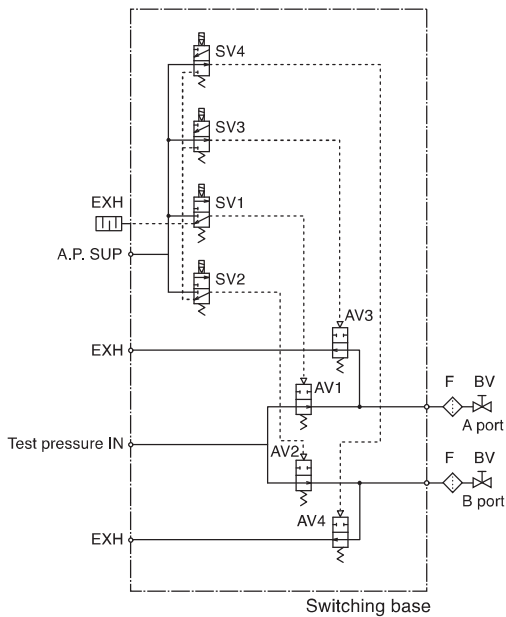 SV4
SV3
EXH
SV1
A.P. SUP
SV2
AV3
EXH
AV1
F BV
A port
Test pressure IN
AV2
F BV
B port
AV4
EXH
Switching base